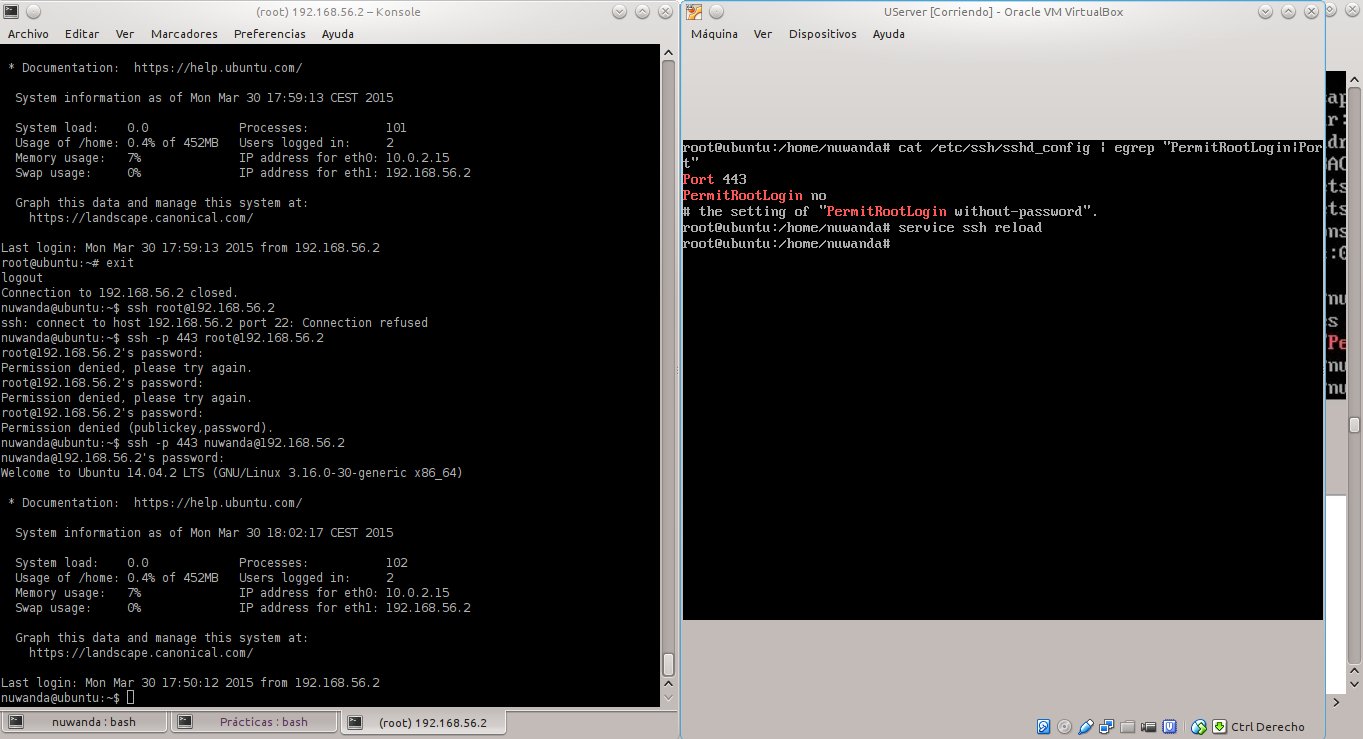 (root) 192.168.56.2 – Konsole
Archivo Editar Ver Marcadores Preferencias Ayuda
* Documentation:  https://help.ubuntu.com/
System information as of Mon Mar 30 17:59:13 CEST 2015
System load:    0.0               Processes:           101
Usage of /home: 0.4% of 452MB   Users logged in:     2
Memory usage:   7%                IP address for eth0: 10.0.2.15
Swap usage:     0%                IP address for eth1: 192.168.56.2
Graph this data and manage this system at:
https://landscape.canonical.com/
Last login: Mon Mar 30 17:59:13 2015 from 192.168.56.2
root@ubuntu:~# exit
logout
Connection to 192.168.56.2 closed.
nuwanda@ubuntu:~$ ssh root@192.168.56.2
ssh: connect to host 192.168.56.2 port 22: Connection refused
nuwanda@ubuntu:~$ ssh -p 443 root@192.168.56.2
root@192.168.56.2's password:
Permission denied, please try again.
root@192.168.56.2's password:
Permission denied, please try again.
root@192.168.56.2's password:
Permission denied (publickey,password).
nuwanda@ubuntu:~$ ssh -p 443 nuwanda@192.168.56.2
nuwanda@192.168.56.2's password:
Welcome to Ubuntu 14.04.2 LTS (GNU/Linux 3.16.0-30-generic x86_64)
* Documentation:  https://help.ubuntu.com/
System information as of Mon Mar 30 18:02:17 CEST 2015
System load:    0.0               Processes:           102
Usage of /home: 0.4% of 452MB   Users logged in:     2
Memory usage:   7%                IP address for eth0: 10.0.2.15
Swap usage:     0%                IP address for eth1: 192.168.56.2
Graph this data and manage this system at:
https://landscape.canonical.com/
Last login: Mon Mar 30 17:50:12 2015 from 192.168.56.2
nuwanda@ubuntu:~$
nuwanda : bash
Prácticas : bash
(root) 192.168.56.2
UServer [Corriendo] - Oracle VM VirtualBox
Máquina Ver Dispositivos Ayuda
root@ubuntu:/home/nuwanda# cat /etc/ssh/sshd_config | egrep "PermitRootLogin|Por
t"
Port 443
PermitRootLogin no
# the setting of "PermitRootLogin without-password".
root@ubuntu:/home/nuwanda# service ssh reload
root@ubuntu:/home/nuwanda#
Ctrl Derecho